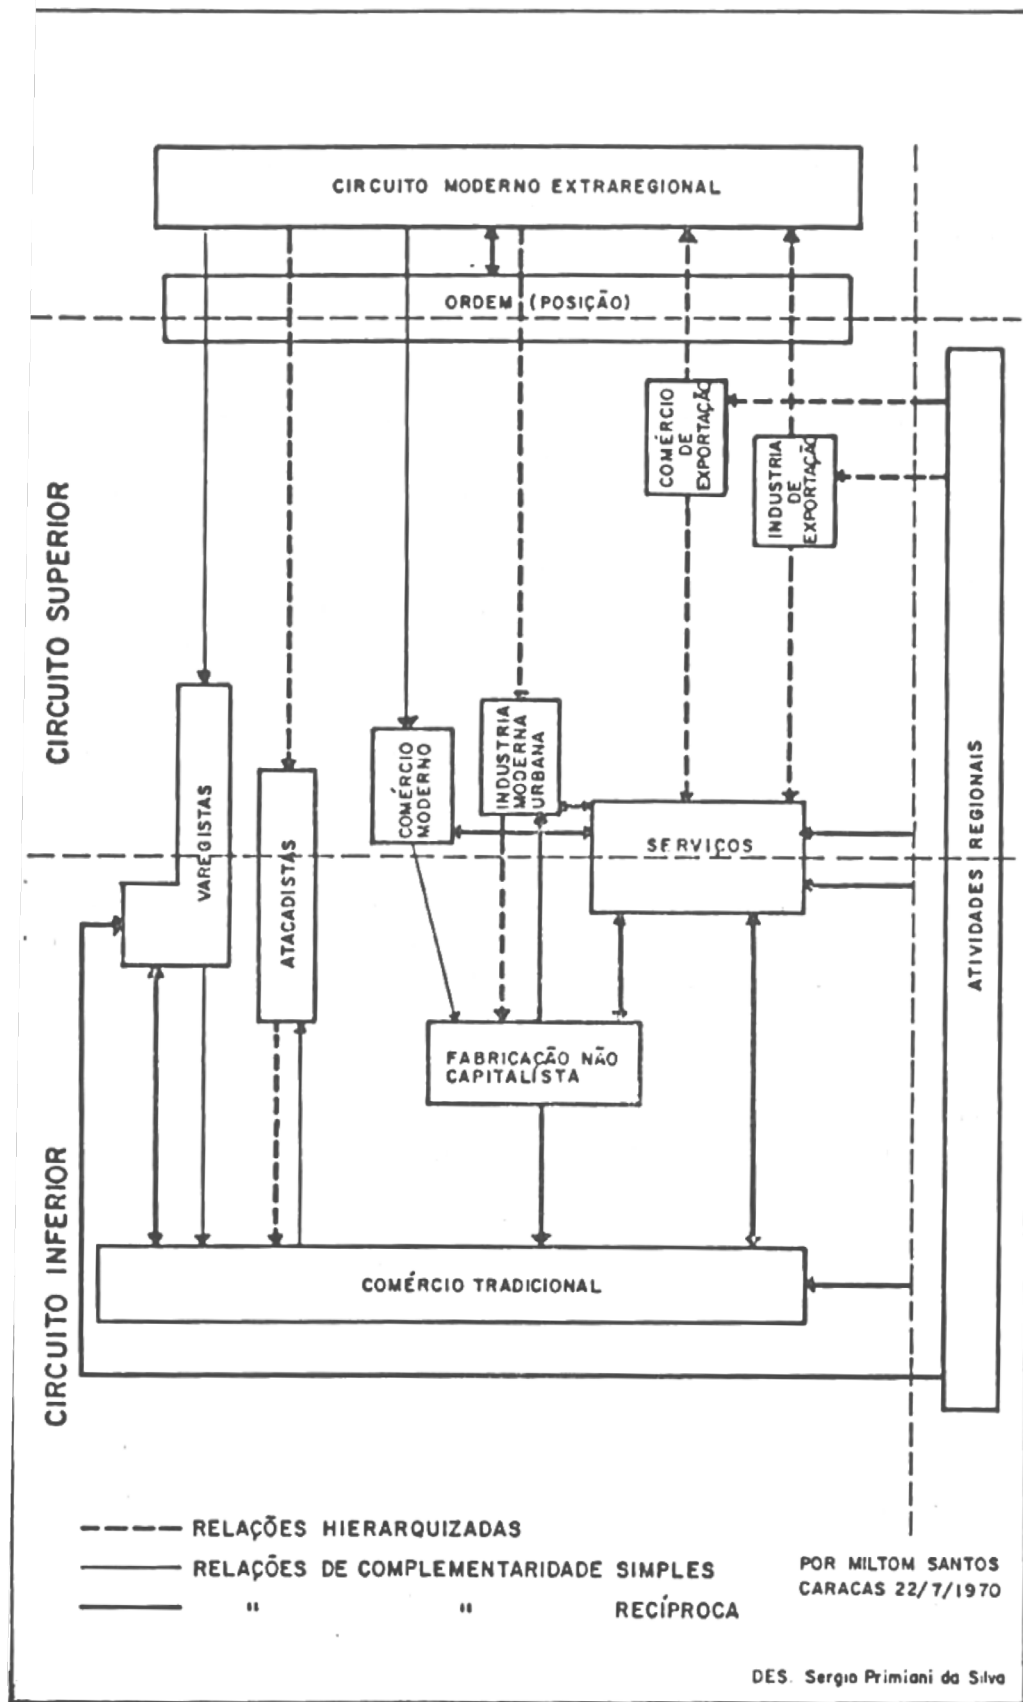 CIRCUITO MODERNO EXTRAREGIONAL
ORDEM (POSIÇÃO)
COMÉRCIO
DE
EXPORTAÇÃO
INDUSTRIA
DE
EXPORTAÇÃO
CIRCUITO SUPERIOR
VAREGISTAS
ATACADISTAS
COMÉRCIO
MODERNO
INDUSTRIA
MODERNA
URBANA
SERVIÇOS
ATIVIDADES REGIONAIS
FABRICAÇÃO NÃO
CAPITALISTA
CIRCUITO INFERIOR
COMÉRCIO TRADICIONAL
RELAÇÕES HIERARQUIZADAS
RELAÇÕES DE COMPLEMENTARIDADE SIMPLES
" " RECÍPROCA
POR MILTOM SANTOS
CARACAS 22/7/1970
DES. Sergio Primiani da Silva